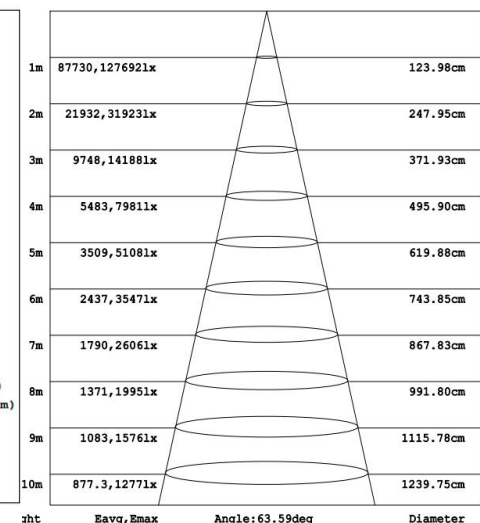 1m 87730,127692lx 123.98cm
2m 21932,31923lx 247.95cm
3m 9748,14188lx 371.93cm
4m 5483,7981lx 495.90cm
5m 3509,5108lx 619.88cm
6m 2437,3547lx 743.85cm
7m 1790,2606lx 867.83cm
8m 1371,1995lx 991.80cm
m)
9m 1083,1576lx 1115.78cm
10m 877.3,1277lx 1239.75cm
ght Eavg,Emax Angle:63.59deg Diameter